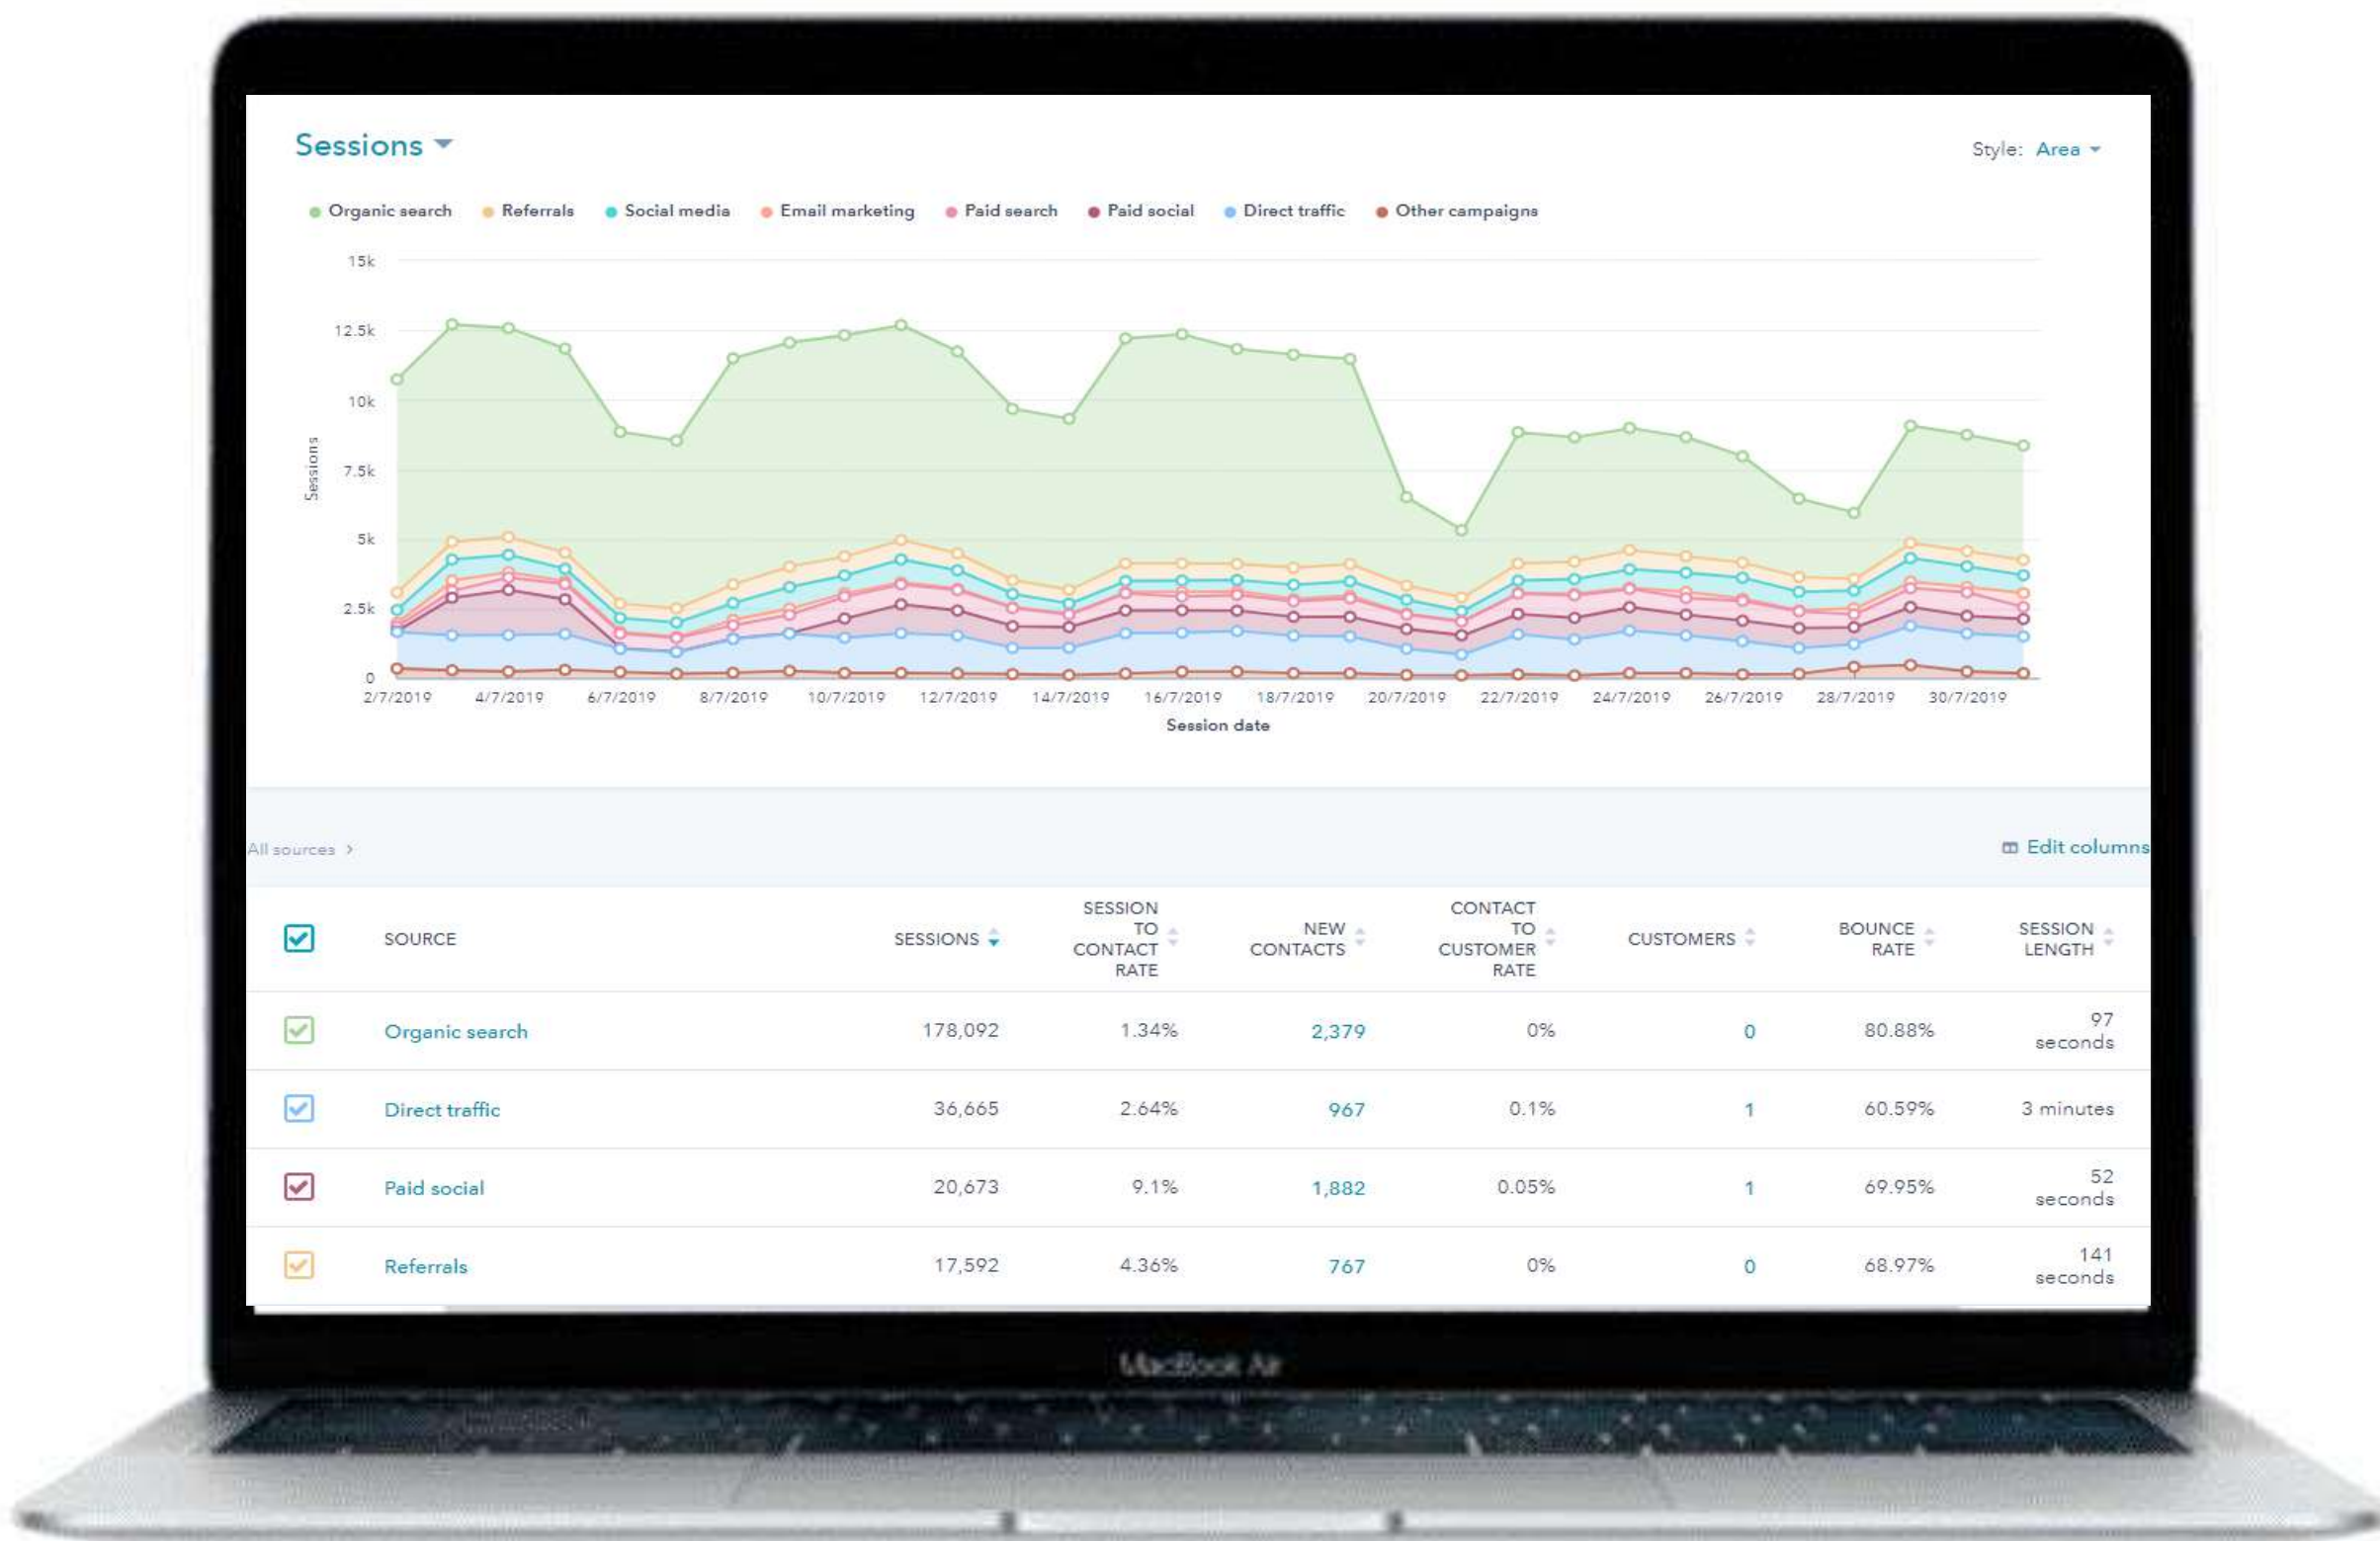 Sessions
Style: Area
Organic search Referrals Social media Email marketing Paid search Paid social Direct traffic Other campaigns
15k
12.5k
10k
7.5k
5k
2.5k
0
Sessions
2/7/2019 4/7/2019 6/7/2019 8/7/2019 10/7/2019 12/7/2019 14/7/2019 16/7/2019 18/7/2019 20/7/2019 22/7/2019 24/7/2019 26/7/2019 28/7/2019 30/7/2019
Session date
All sources >
Edit columns
SOURCE
SESSIONS
SESSION
TO
CONTACT
RATE
NEW
CONTACTS
CONTACT
TO
CUSTOMER
RATE
CUSTOMERS
BOUNCE
RATE
SESSION
LENGTH
Organic search 178,092 1.34% 2,379 0% 0 80.88% 97
seconds
Direct traffic 36,665 2.64% 967 0.1% 1 60.59% 3 minutes
Paid social 20,673 9.1% 1,882 0.05% 1 69.95% 52
seconds
Referrals 17,592 4.36% 767 0% 0 68.97% 141
seconds
MacBook Air